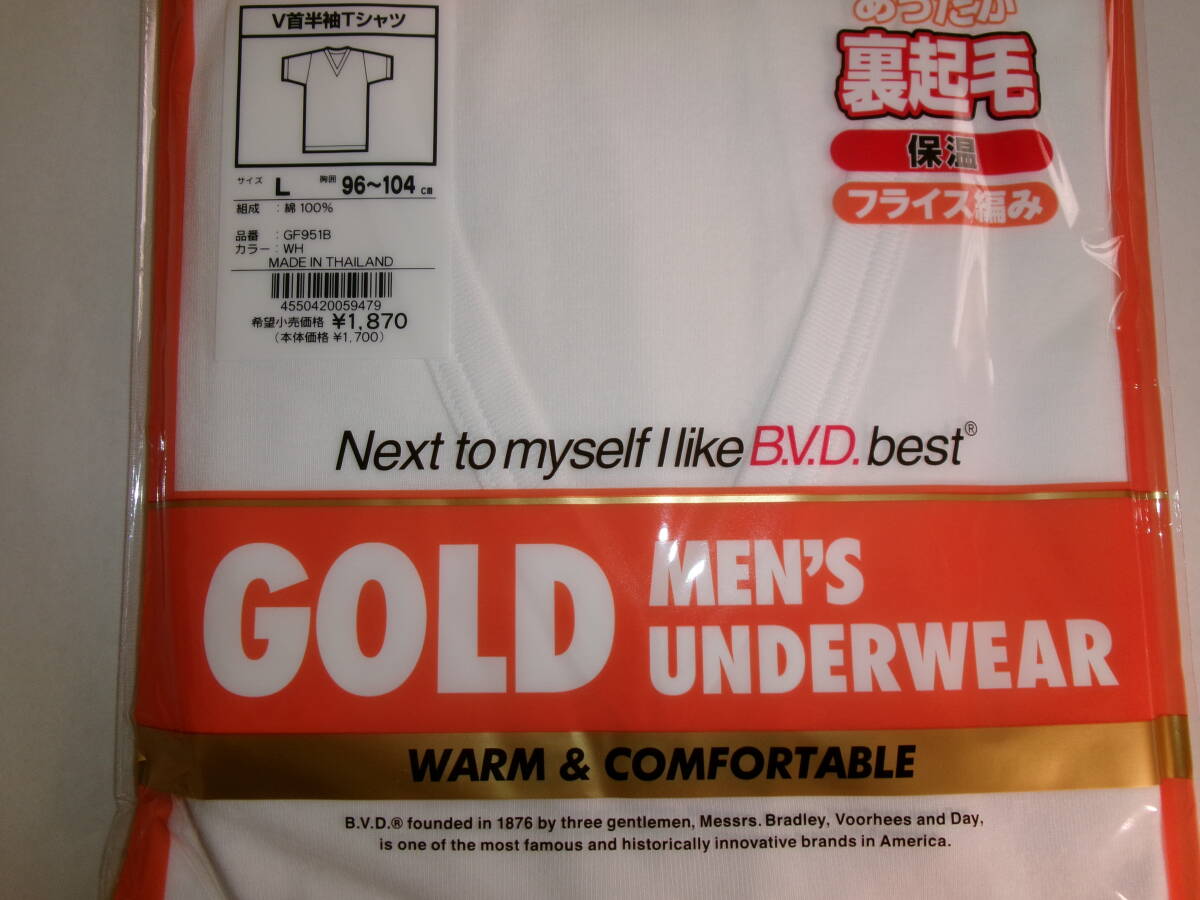 V首半袖Tシャツ
サイズ L 胸囲 96〜104cm
組成 : 綿 100%
品番 : GF951B
カラー : WH
MADE IN THAILAND
4550420059479
希望小売価格 ¥1,870
(本体価格 ¥1,700)
あったか
裏起毛
保温
フライス編み
Next to myself I like B.V.D. best®
GOLD MEN'S
UNDERWEAR
WARM & COMFORTABLE
B.V.D.® founded in 1876 by three gentlemen, Messrs. Bradley, Voorhees and Day,
is one of the most famous and historically innovative brands in America.